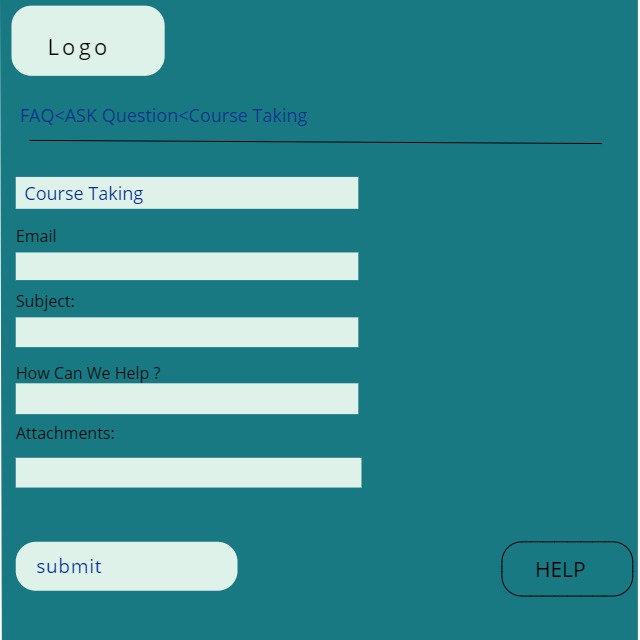 Logo
FAQ<ASK Question<Course Taking
Course Taking
Email
Subject:
How Can We Help ?
Attachments:
submit
HELP